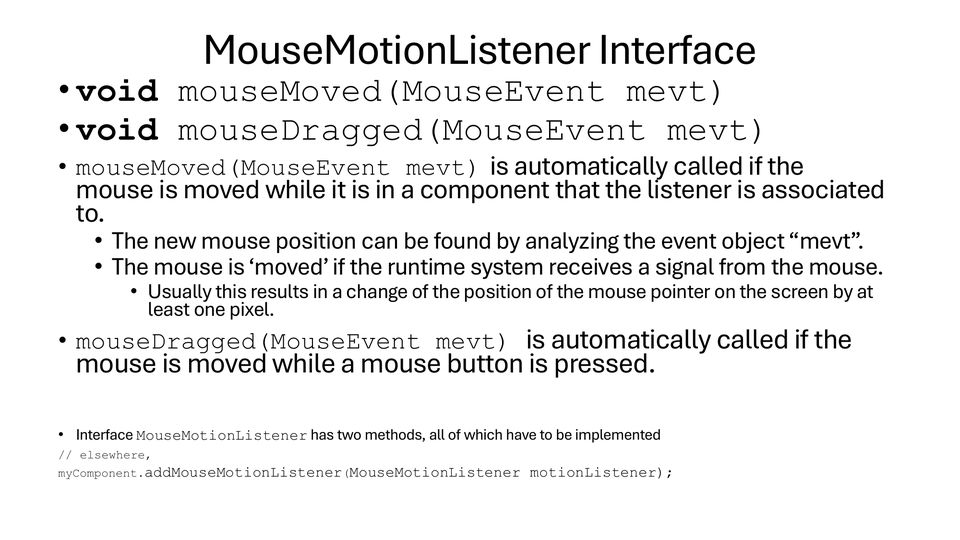 MouseMotionListener Interface
• void mouseMoved(MouseEvent mevt)
• void mouseDragged(MouseEvent mevt)
• mouseMoved(MouseEvent mevt) is automatically called if the
mouse is moved while it is in a component that the listener is associated
to.
• The new mouse position can be found by analyzing the event object “mevt”.
• The mouse is ‘moved’ if the runtime system receives a signal from the mouse.
• Usually this results in a change of the position of the mouse pointer on the screen by at
least one pixel.
• mouseDragged(MouseEvent mevt) is automatically called if the
mouse is moved while a mouse button is pressed.
• Interface MouseMotionListener has two methods, all of which have to be implemented
// elsewhere,
myComponent.addMouseMotionListener(MouseMotionListener motionListener);